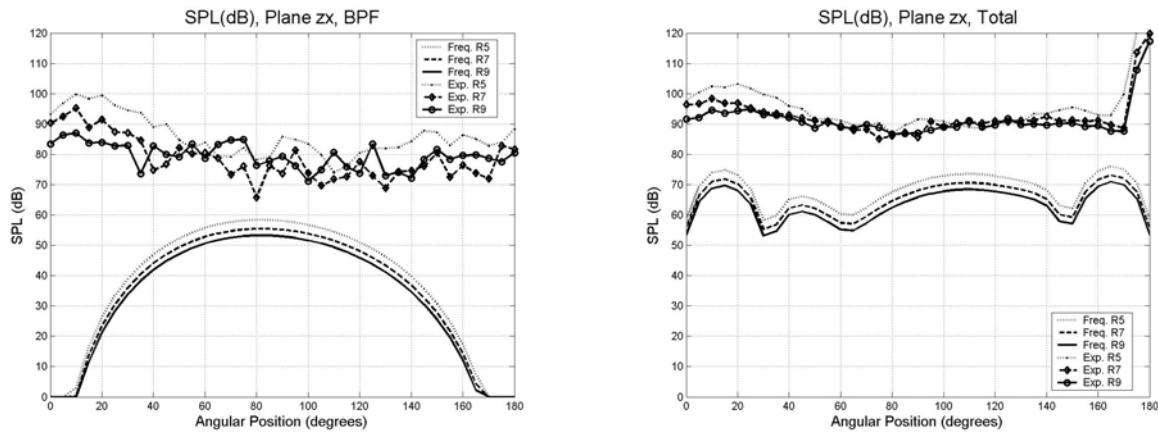 SPL(dB), Plane zx, BPF
120
110
100
90
80
70
60
50
40
30
20
10
0
SPL (dB)
0 20 40 60 80 100 120 140 160 180
Angular Position (degrees)
Freq. R5
Freq. R7
Freq. R9
Exp. R5
Exp. R7
Exp. R9
SPL(dB), Plane zx, Total
120
110
100
90
80
70
60
50
40
30
20
10
0
SPL (dB)
0 20 40 60 80 100 120 140 160 180
Angular Position (degrees)
Freq. R5
Freq. R7
Freq. R9
Exp. R5
Exp. R7
Exp. R9